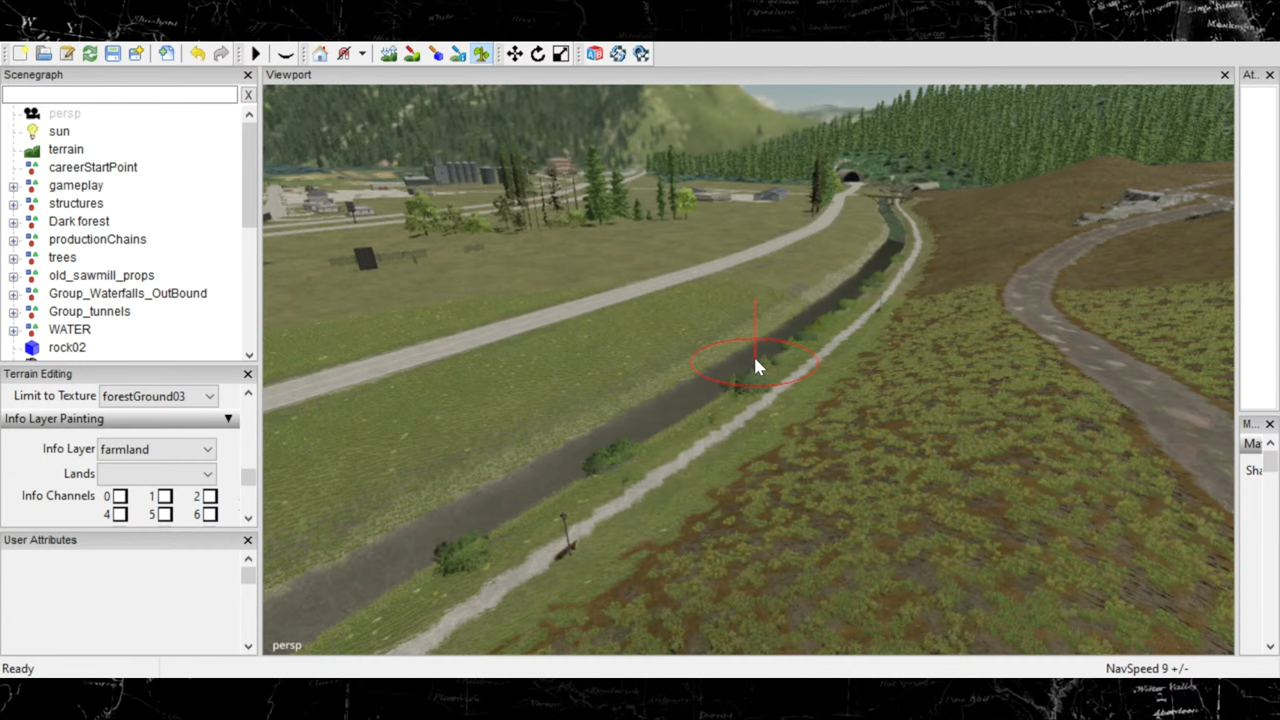 Scenegraph
Viewport
At..
X
persp
sun
terrain
careerStartPoint
gameplay
structures
Dark forest
productionChains
trees
old_sawmill_props
Group_Waterfalls_OutBound
Group_tunnels
WATER
rock02
Terrain Editing
Limit to Texture forestGround03
Info Layer Painting
Info Layer farmland
Lands
Info Channels 0 1 2
4 5 6
User Attributes
M...
Ma
Sha
persp
Ready
NavSpeed 9 +/-